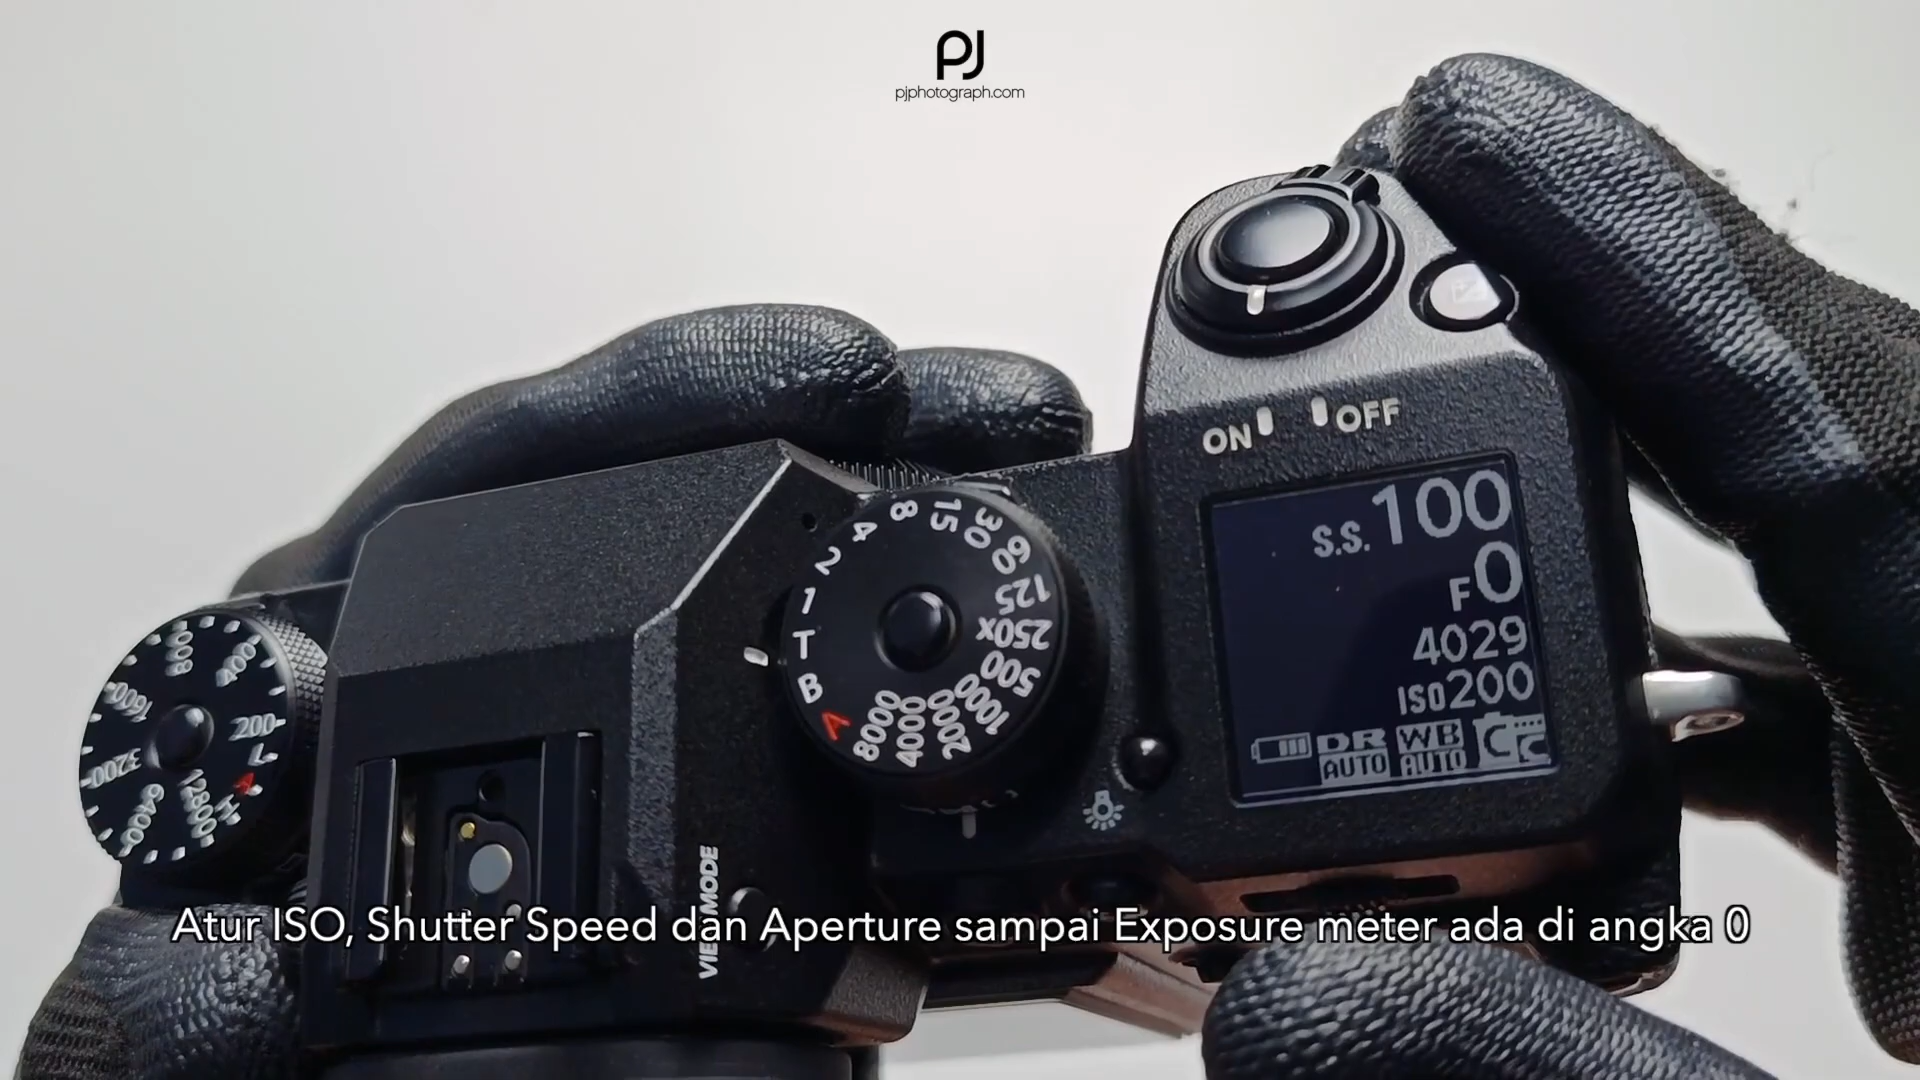 PJ
pjphotograph.com
ON OFF
S.S. 100
F0
4029
ISO200
DR WB
AUTO AUTO
C
1 2 4 8 15 30 60 125 250x 500 1000 2000 4000 8000 A B T
L 200 400 800 1600 3200 6400 12800 H A
VIEW MODE
Atur ISO, Shutter Speed dan Aperture sampai Exposure meter ada di angka 0